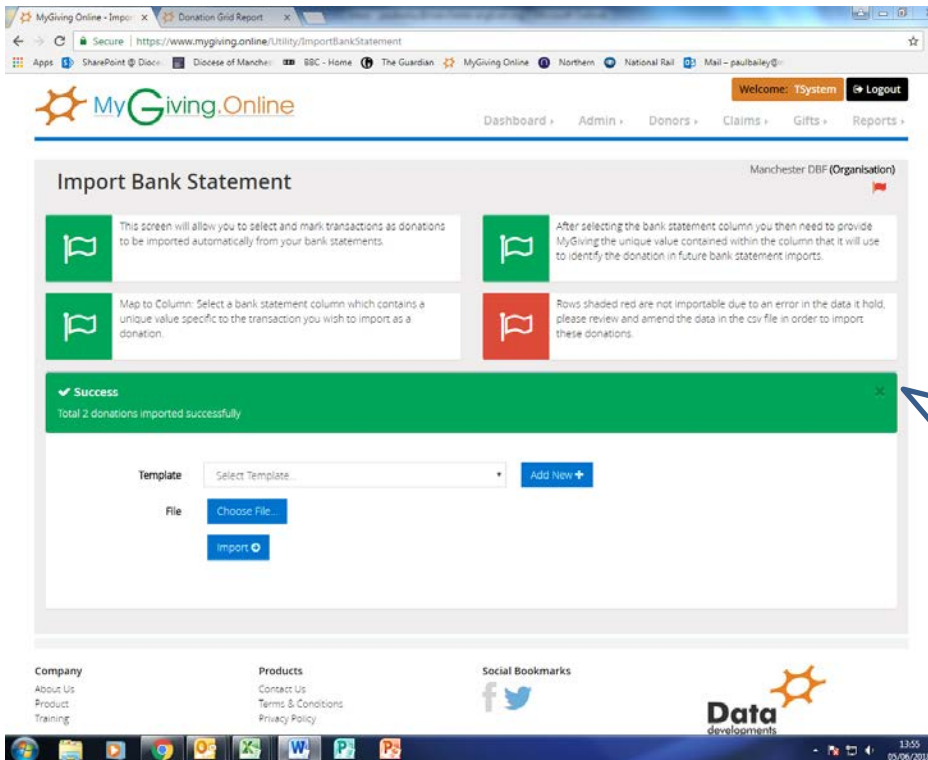 MyGiving Online - Impor
Donation Grid Report
Secure | https://www.mygiving.online/Utility/ImportBankStatement
Apps SharePoint @ Dioce Diocese of Manches BBC - Home The Guardian MyGiving Online Northern National Rail Mail – paulbailey@
MyGiving.Online
Welcome: TSystem Logout
Dashboard Admin Donors Claims Gifts Reports
Import Bank Statement
Manchester DBF (Organisation)
This screen will allow you to select and mark transactions as donations
to be imported automatically from your bank statements.
After selecting the bank statement column you then need to provide
MyGiving the unique value contained within the column that it will use
to identify the donation in future bank statement imports.
Map to Column: Select a bank statement column which contains a
unique value specific to the transaction you wish to import as a
donation.
Rows shaded red are not importable due to an error in the data it hold,
please review and amend the data in the csv file in order to import
these donations.
Success
Total 2 donations imported successfully
Template Select Template... Add New
File Choose File...
Import
Company Products Social Bookmarks
About Us Contact Us
Product Terms & Conditions
Training Privacy Policy
Data
developments
13:55